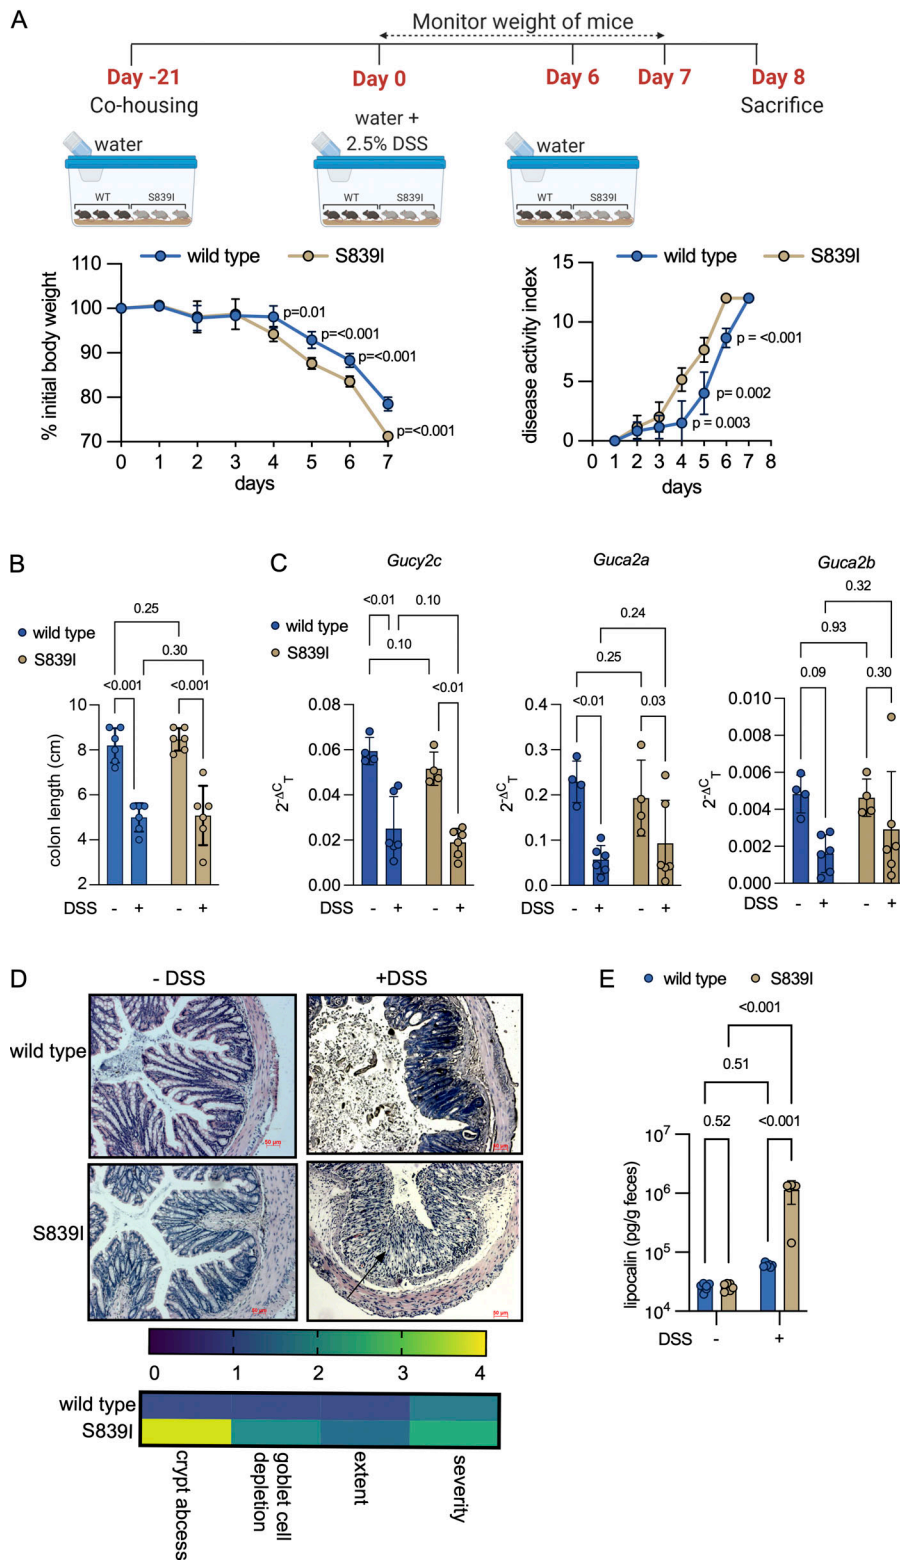 A
Monitor weight of mice
Day -21
Day 0
Day 6
Day 7
Day 8
Co-housing
Sacrifice
water +
2.5% DSS
water
water
WT
S839I
WT
S839I
WT
S839I
wild type
S839I
110
100
90
80
70
% initial body weight
p=0.01
p=<0.001
p=<0.001
p=<0.001
0 1 2 3 4 5 6 7
days
wild type
S839I
15
10
5
0
disease activity index
p = <0.001
p= 0.002
p= 0.003
0 1 2 3 4 5 6 7 8
days
B
wild type
S839I
0.25
0.30
<0.001
<0.001
10
8
6
4
2
colon length (cm)
DSS - + - +
C
wild type
S839I
Gucy2c
<0.01
0.10
0.10
<0.01
0.08
0.06
0.04
0.02
0.00
2-ΔCT
DSS - + - +
Guca2a
0.24
0.25
<0.01
0.03
0.4
0.3
0.2
0.1
0.0
2-ΔCT
DSS - + - +
Guca2b
0.32
0.93
0.09
0.30
0.010
0.008
0.006
0.004
0.002
0.000
2-ΔCT
DSS - + - +
D
- DSS
+DSS
wild type
S839I
50 µm
50 µm
50 µm
50 µm
0 1 2 3 4
wild type
S839I
crypt abcess
goblet cell
depletion
extent
severity
E
wild type
S839I
<0.001
0.51
0.52
<0.001
10⁷
10⁶
10⁵
10⁴
lipocalin (pg/g feces)
DSS - +